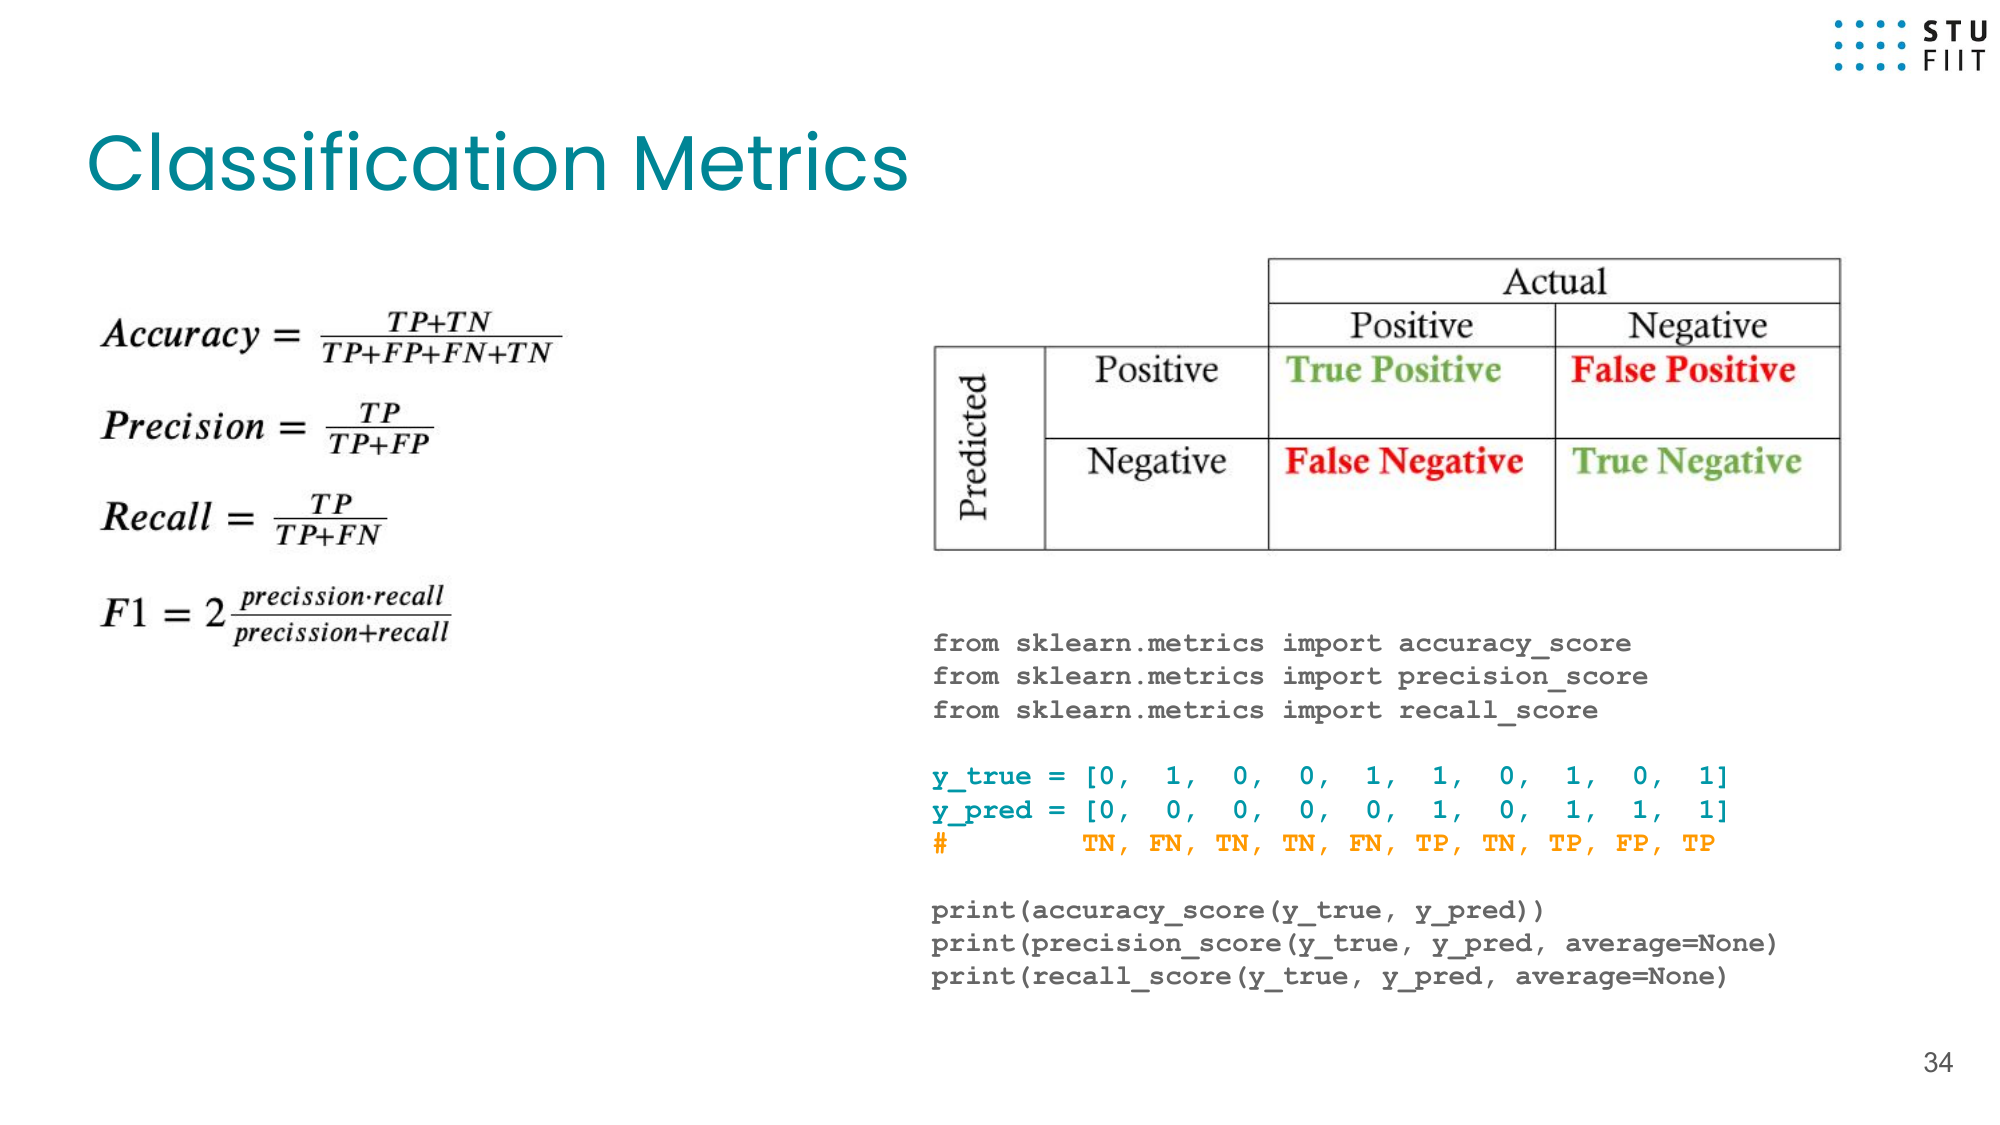 STU
FIIT
Classification Metrics
Accuracy = TP+TN / TP+FP+FN+TN
Precision = TP / TP+FP
Recall = TP / TP+FN
F1 = 2 precission·recall / precission+recall
Actual
Positive Negative
Predicted
Positive True Positive False Positive
Negative False Negative True Negative
from sklearn.metrics import accuracy_score
from sklearn.metrics import precision_score
from sklearn.metrics import recall_score
y_true = [0, 1, 0, 0, 1, 1, 0, 1, 0, 1]
y_pred = [0, 0, 0, 0, 0, 1, 0, 1, 1, 1]
# TN, FN, TN, TN, FN, TP, TN, TP, FP, TP
print(accuracy_score(y_true, y_pred))
print(precision_score(y_true, y_pred, average=None)
print(recall_score(y_true, y_pred, average=None)
34